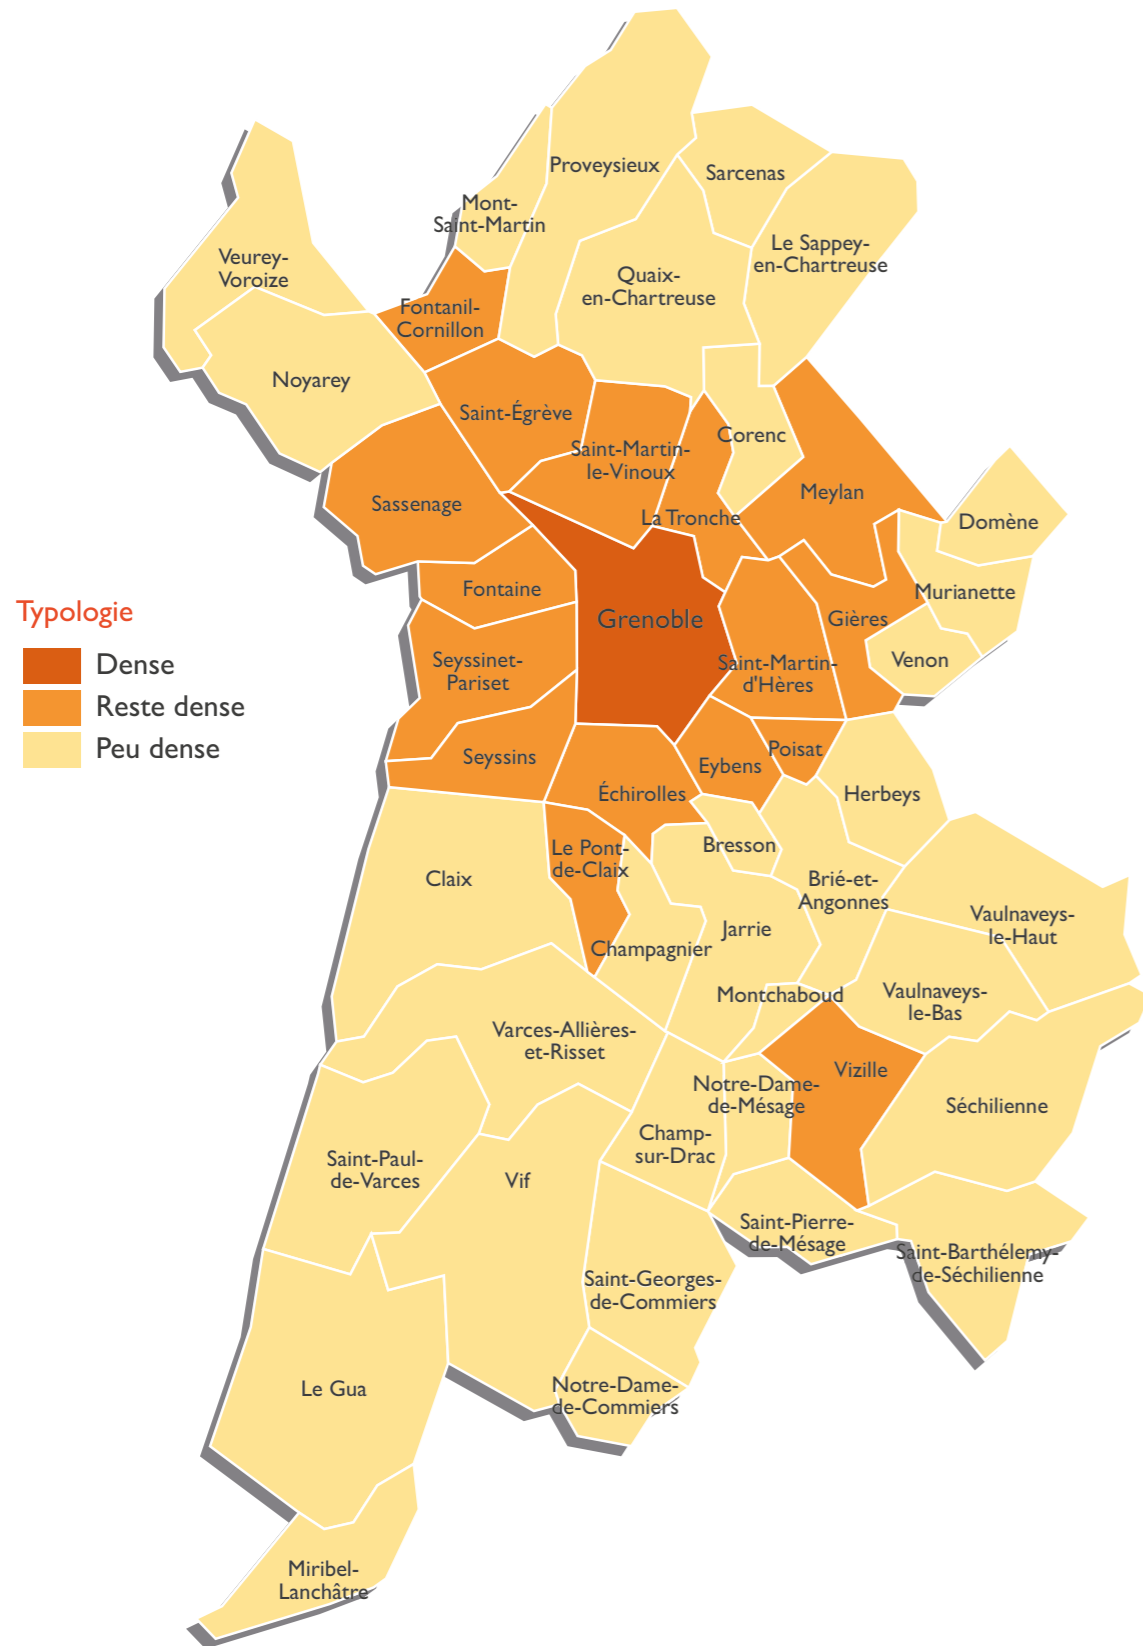 Proveysieux
Sarcenas
Mont-
Saint-Martin
Le Sappey-
en-Chartreuse
Veurey-
Voroize
Quaix-
en-Chartreuse
Fontanil-
Cornillon
Noyarey
Saint-Égrève
Corenc
Saint-Martin-
le-Vinoux
Meylan
Sassenage
La Tronche
Domène
Fontaine
Murianette
Typologie
Dense
Reste dense
Peu dense
Grenoble
Gières
Seyssinet-
Pariset
Saint-Martin-
d'Hères
Venon
Seyssins
Poisat
Eybens
Échirolles
Herbeys
Bresson
Le Pont-
de-Claix
Claix
Brié-et-
Angonnes
Vaulnaveys-
le-Haut
Jarrie
Champagnier
Montchaboud
Vaulnaveys-
le-Bas
Varces-Allières-
et-Risset
Vizille
Notre-Dame-
de-Mésage
Séchilienne
Champ-
sur-Drac
Saint-Paul-
de-Varces
Vif
Saint-Pierre-
de-Mésage
Saint-Barthélemy-
de-Séchilienne
Saint-Georges-
de-Commiers
Le Gua
Notre-Dame-
de-Commiers
Miribel-
Lanchâtre